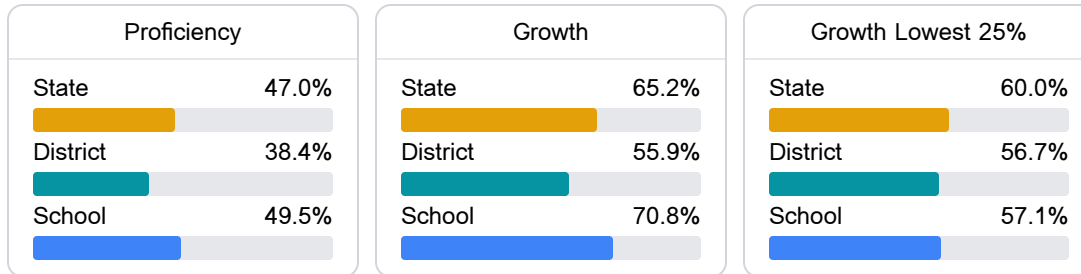 Proficiency
State 47.0%
District 38.4%
School 49.5%
Growth
State 65.2%
District 55.9%
School 70.8%
Growth Lowest 25%
State 60.0%
District 56.7%
School 57.1%